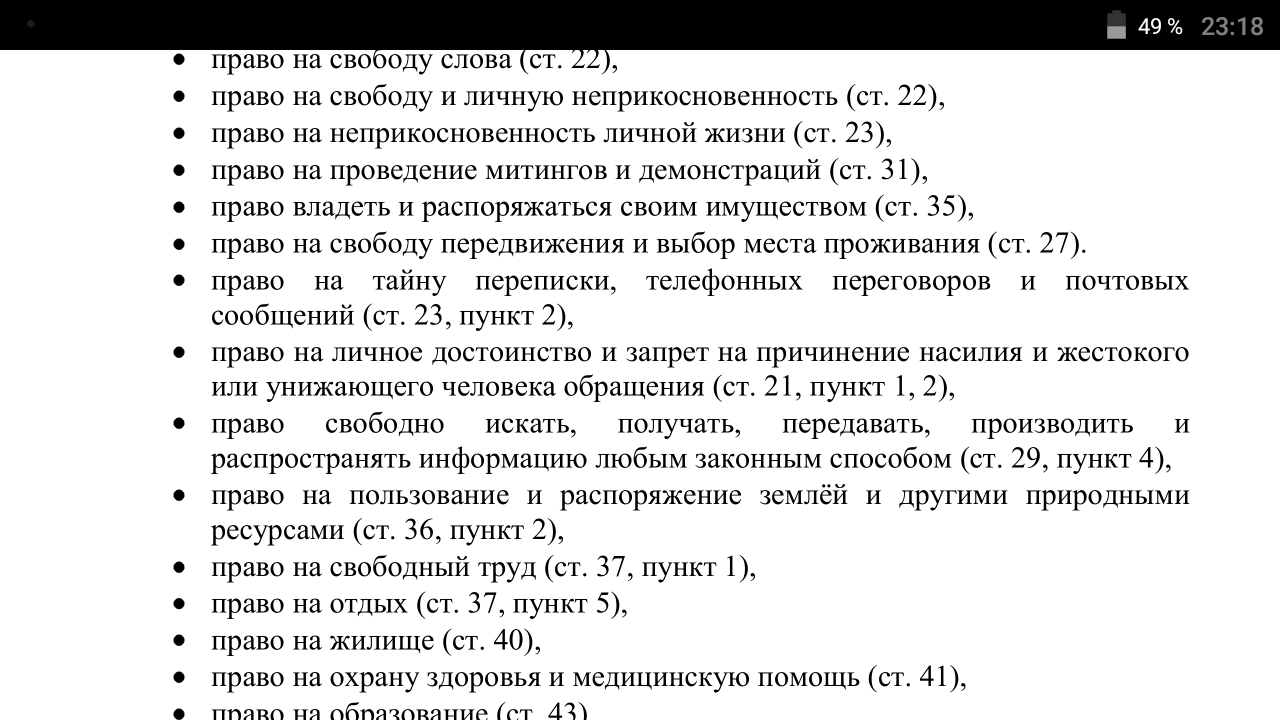 49 % 23:18
• право на свободу слова (ст. 22),
• право на свободу и личную неприкосновенность (ст. 22),
• право на неприкосновенность личной жизни (ст. 23),
• право на проведение митингов и демонстраций (ст. 31),
• право владеть и распоряжаться своим имуществом (ст. 35),
• право на свободу передвижения и выбор места проживания (ст. 27).
• право на тайну переписки, телефонных переговоров и почтовых
сообщений (ст. 23, пункт 2),
• право на личное достоинство и запрет на причинение насилия и жестокого
или унижающего человека обращения (ст. 21, пункт 1, 2),
• право свободно искать, получать, передавать, производить и
распространять информацию любым законным способом (ст. 29, пункт 4),
• право на пользование и распоряжение землёй и другими природными
ресурсами (ст. 36, пункт 2),
• право на свободный труд (ст. 37, пункт 1),
• право на отдых (ст. 37, пункт 5),
• право на жилище (ст. 40),
• право на охрану здоровья и медицинскую помощь (ст. 41),
• право на образование (ст. 43)